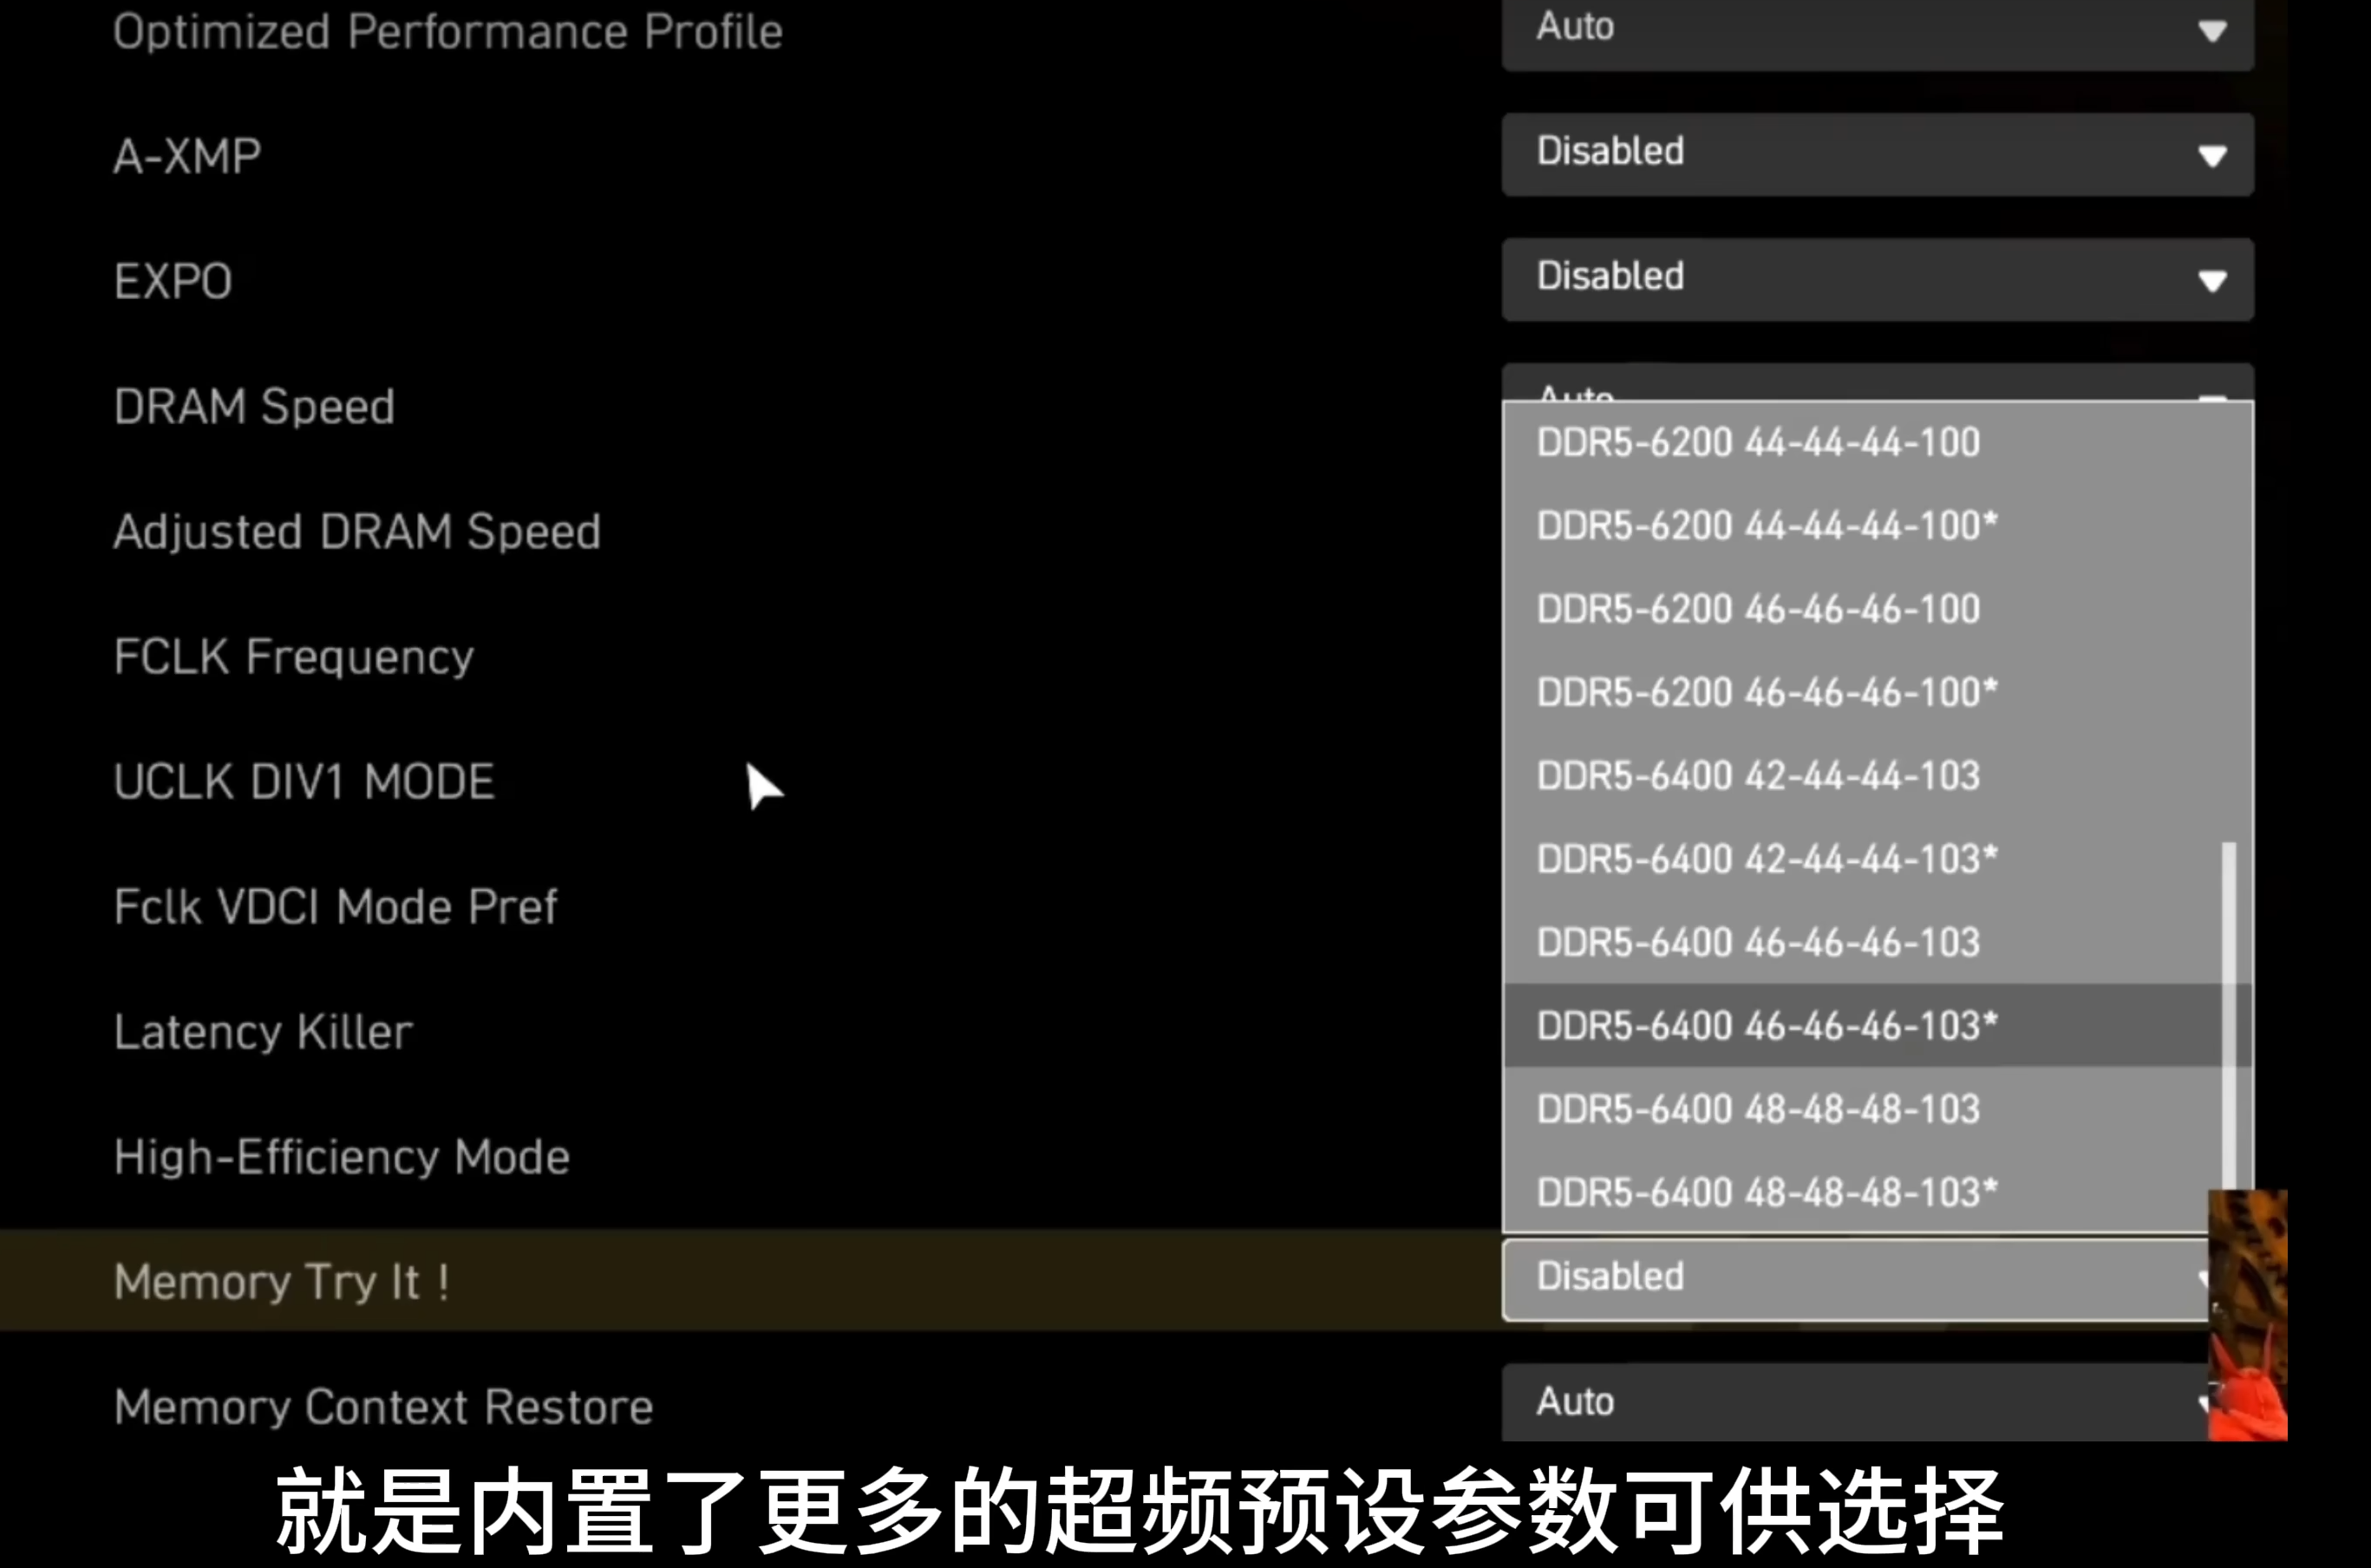 Optimized Performance Profile Auto
A-XMP Disabled
EXPO Disabled
DRAM Speed Auto
DDR5-6200 44-44-44-100
Adjusted DRAM Speed DDR5-6200 44-44-44-100*
DDR5-6200 46-46-46-100
FCLK Frequency DDR5-6200 46-46-46-100*
UCLK DIV1 MODE DDR5-6400 42-44-44-103
DDR5-6400 42-44-44-103*
Fclk VDCI Mode Pref
DDR5-6400 46-46-46-103
Latency Killer DDR5-6400 46-46-46-103*
DDR5-6400 48-48-48-103
High-Efficiency Mode
DDR5-6400 48-48-48-103*
Memory Try It ! Disabled
Memory Context Restore Auto
就是内置了更多的超频预设参数可供选择